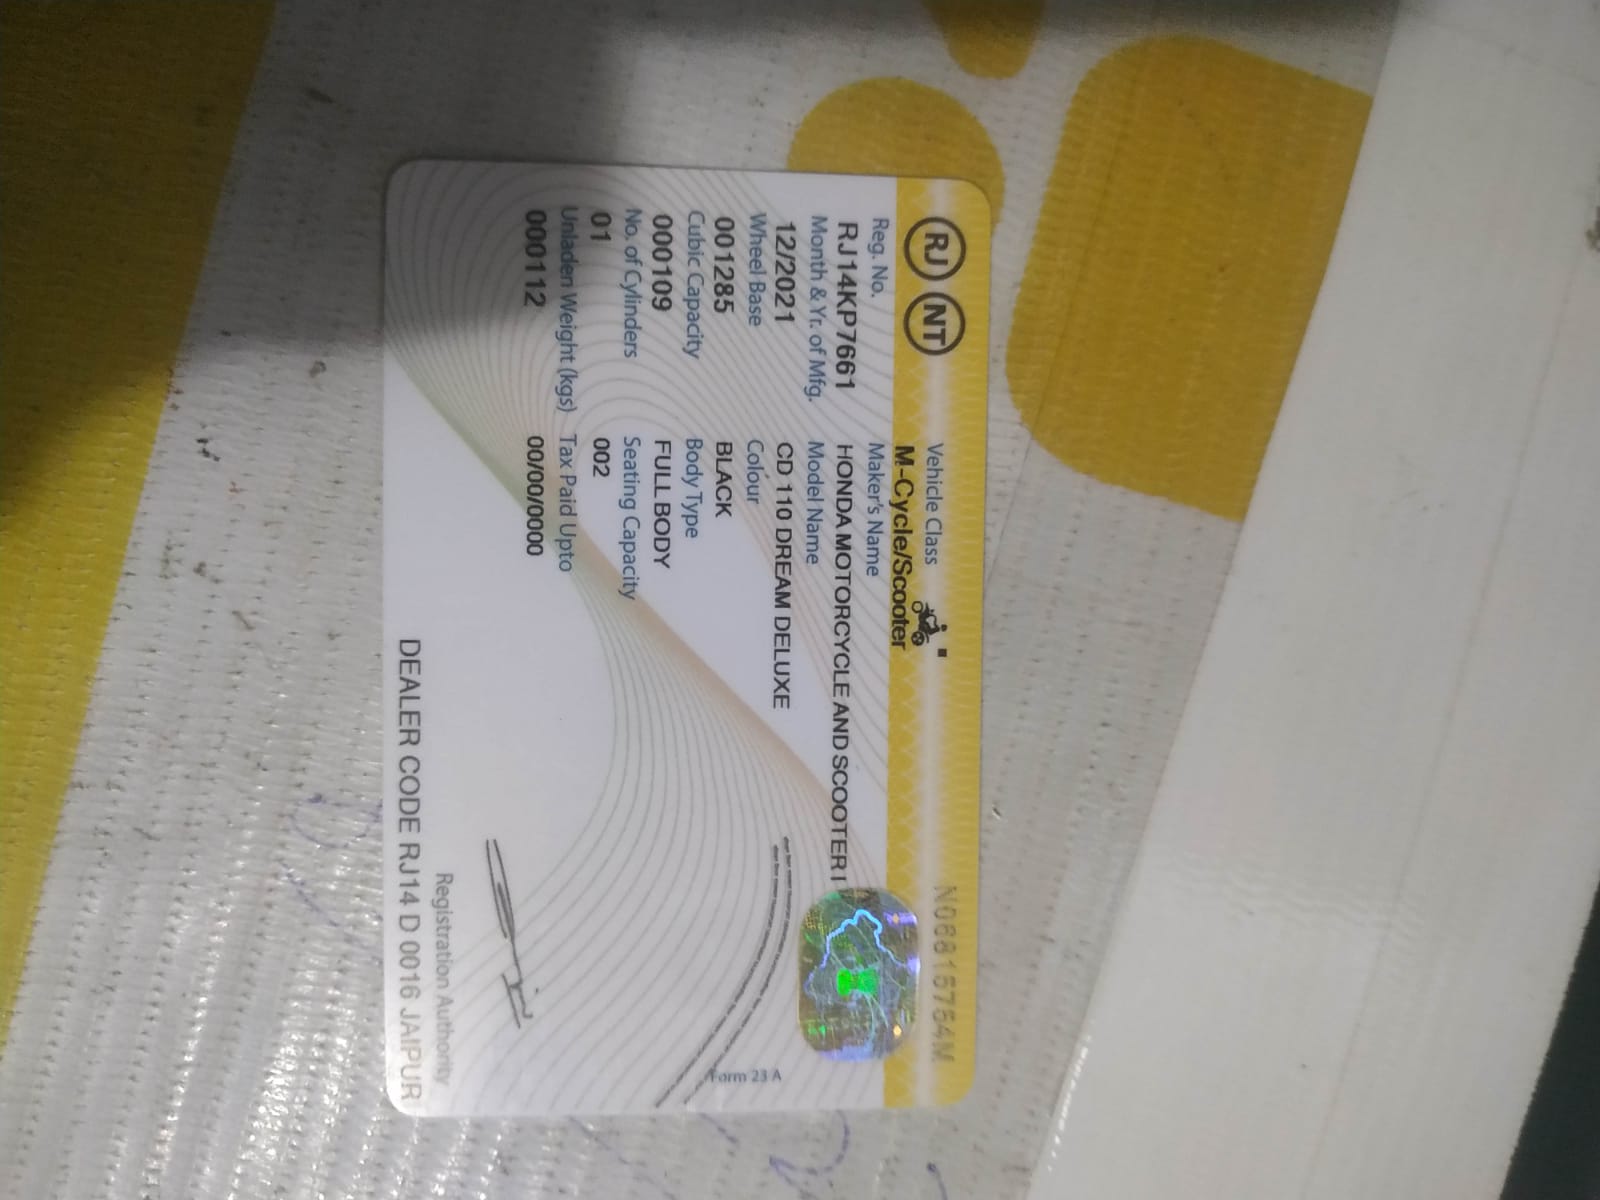 RJ NT
Vehicle Class
M-Cycle/Scooter
Reg. No.
RJ14KP7661
Maker's Name
HONDA MOTORCYCLE AND SCOOTER I
Month & Yr. of Mfg.
12/2021
Model Name
CD 110 DREAM DELUXE
Wheel Base
001285
Colour
BLACK
Cubic Capacity
000109
Body Type
FULL BODY
No. of Cylinders
01
Seating Capacity
002
Unladen Weight (kgs)
000112
Tax Paid Upto
00/00/0000
Form 23 A
Registration Authority
DEALER CODE RJ14 D 0016 JAIPUR